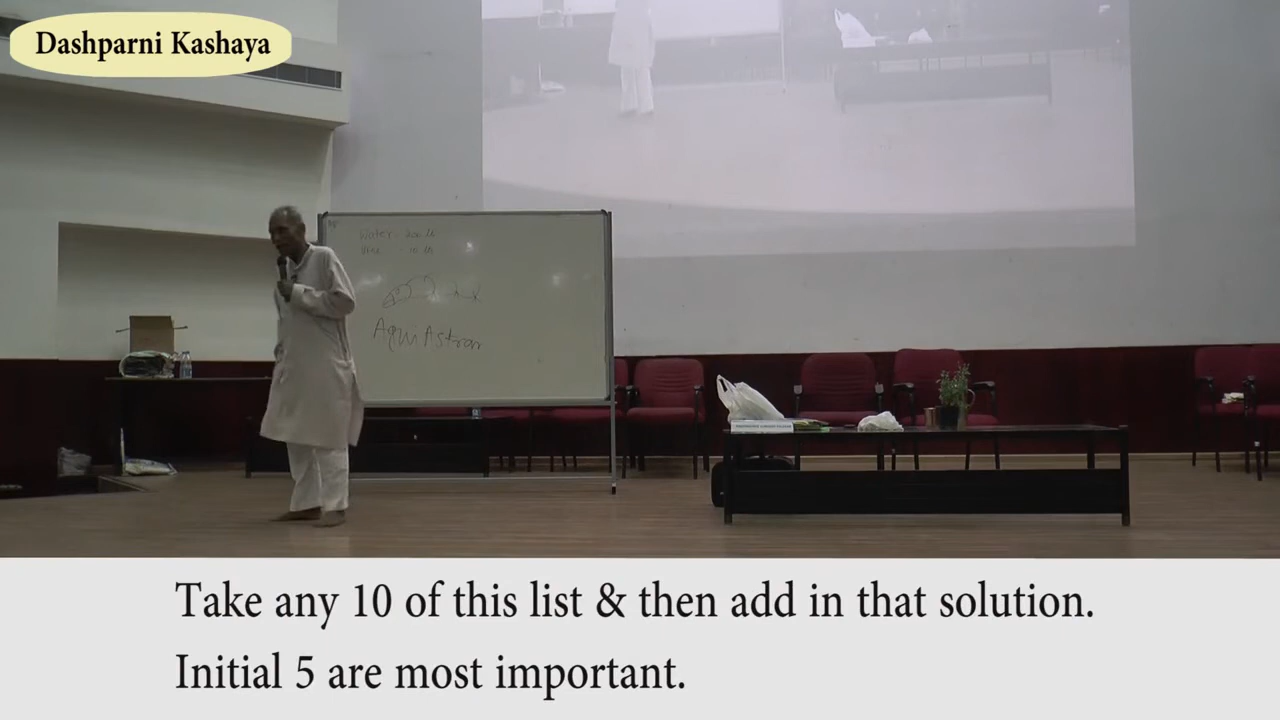 Dashparni Kashaya
Water
Agni Astra
Take any 10 of this list & then add in that solution.
Initial 5 are most important.